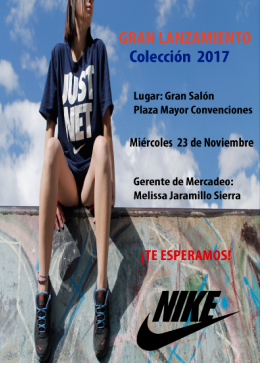 GRAN LANZAMIENTO
Colección 2017
Lugar: Gran Salón
Plaza Mayor Convenciones
Miércoles 23 de Noviembre
Gerente de Mercadeo:
Melissa Jaramillo Sierra
JUST
MET
¡TE ESPERAMOS!
NIKE